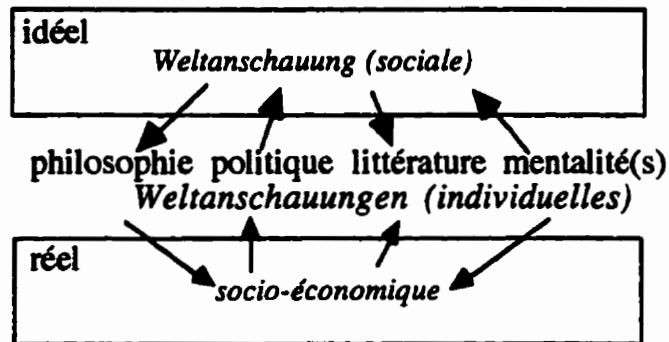 idéel
Weltanschauung (sociale)
philosophie politique littérature mentalité(s)
Weltanschauungen (individuelles)
réel
socio-économique